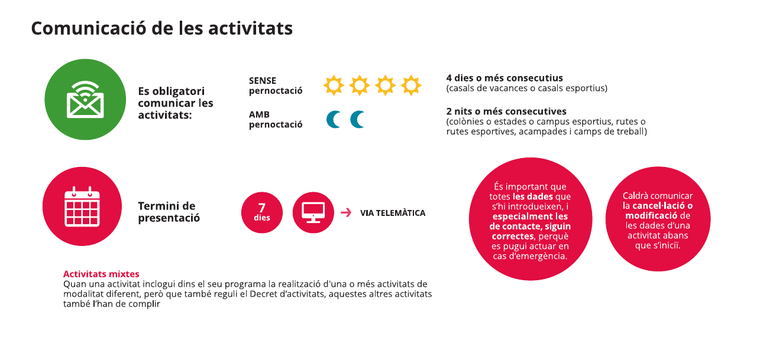 Comunicació de les activitats
Es obligatori
comunicar les
activitats:
SENSE
pernoctació
4 dies o més consecutius
(casals de vacances o casals esportius)
AMB
pernoctació
2 nits o més consecutives
(colònies o estades o campus esportius, rutes o
rutes esportives, acampades i camps de treball)
Termini de
presentació
7
dies
VIA TELEMÀTICA
És important que
totes les dades que
s'hi introdueixen, i
especialment les
de contacte, siguin
correctes, perquè
es pugui actuar en
cas d'emergència.
Caldrà comunicar
la cancel·lació o
modificació de
les dades d'una
activitat abans
que s'iniciï.
Activitats mixtes
Quan una activitat inclogui dins el seu programa la realització d'una o més activitats de
modalitat diferent, però que també reguli el Decret d'activitats, aquestes altres activitats
també l'han de complir